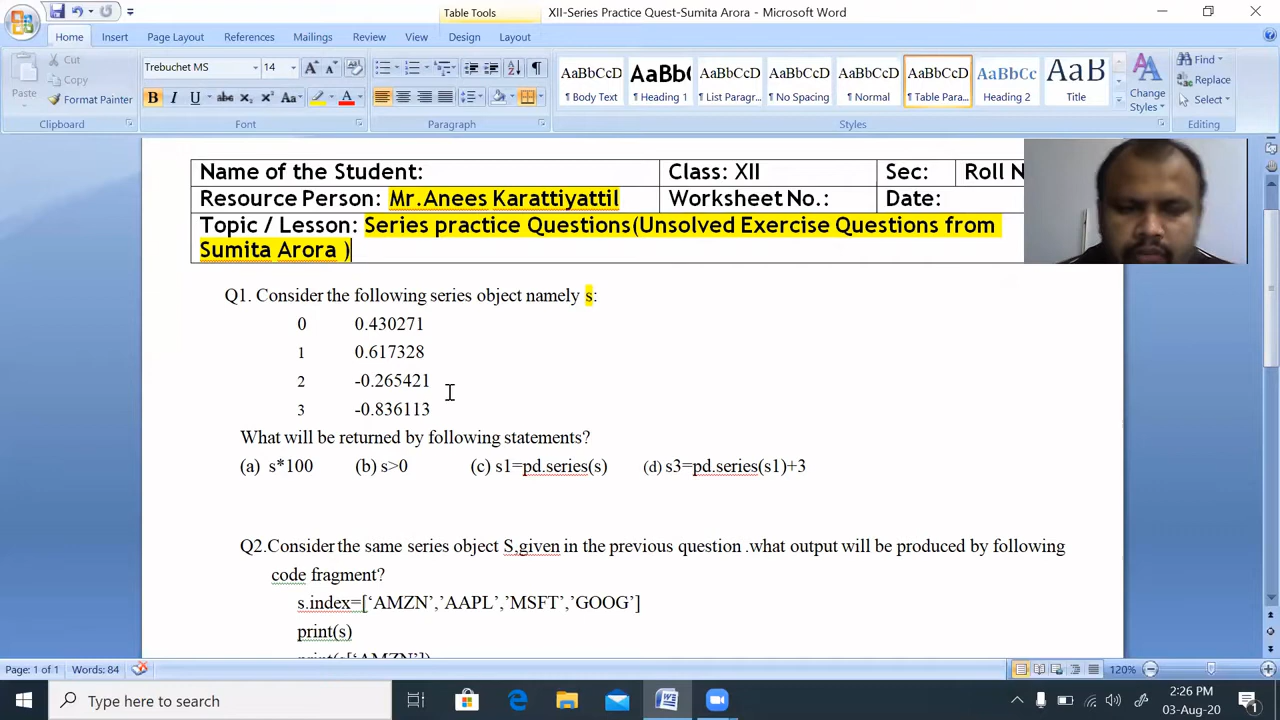 XII-Series Practice Quest-Sumita Arora - Microsoft Word
Table Tools
Home Insert Page Layout References Mailings Review View Design Layout
Paste
Cut
Copy
Format Painter
Clipboard
Trebuchet MS 14
B I U abc x₂ x² Aa
Font
Paragraph
AaBbCcD AaBb( AaBbCcD AaBbCcD AaBbCcD AaBbCcD AaBbCc AaB
¶ Body Text ¶ Heading 1 ¶ List Paragr... ¶ No Spacing ¶ Normal ¶ Table Para... Heading 2 Title
Styles
Change
Styles
Find
Replace
Select
Editing
Name of the Student: Class: XII Sec: Roll N
Resource Person: Mr.Anees Karattiyattil Worksheet No.: Date:
Topic / Lesson: Series practice Questions(Unsolved Exercise Questions from
Sumita Arora )
Q1. Consider the following series object namely s:
0 0.430271
1 0.617328
2 -0.265421
3 -0.836113
What will be returned by following statements?
(a) s*100 (b) s>0 (c) s1=pd.series(s) (d) s3=pd.series(s1)+3
Q2.Consider the same series object S,given in the previous question .what output will be produced by following
code fragment?
s.index=[‘AMZN’,’AAPL’,’MSFT’,’GOOG’]
print(s)
print(s[‘AMZN’])
Page: 1 of 1 Words: 84 120%
Type here to search
2:26 PM
03-Aug-20